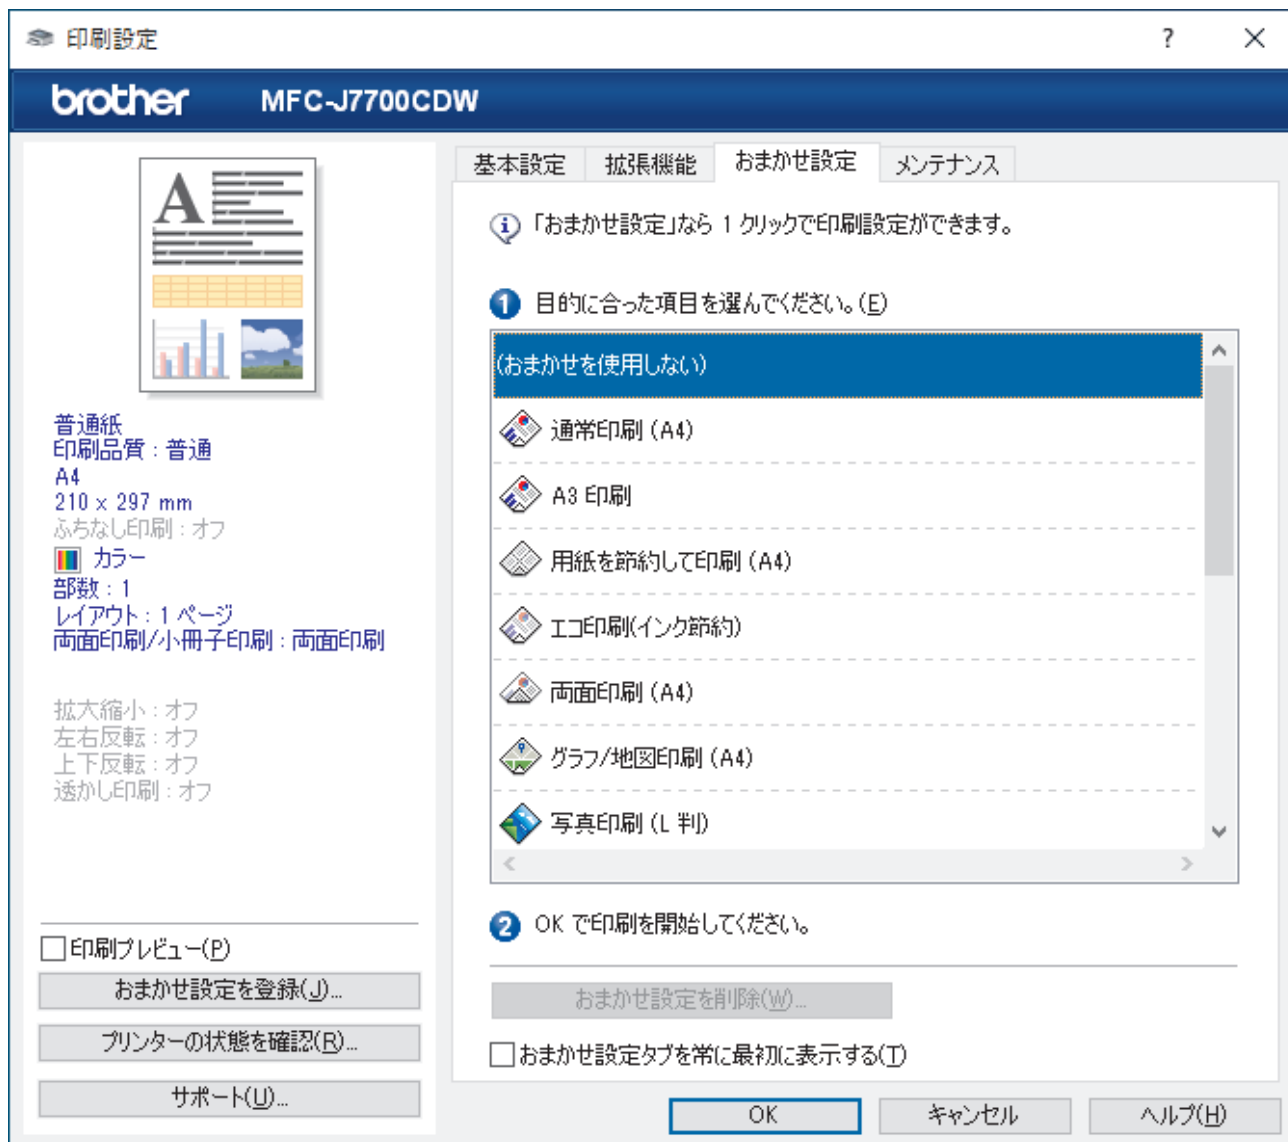 印刷設定
?
brother MFC-J7700CDW
A
普通紙
印刷品質 : 普通
A4
210 x 297 mm
ふちなし印刷 : オフ
カラー
部数 : 1
レイアウト : 1 ページ
両面印刷/小冊子印刷 : 両面印刷
拡大縮小 : オフ
左右反転 : オフ
上下反転 : オフ
透かし印刷 : オフ
印刷プレビュー(P)
おまかせ設定を登録(J)...
プリンターの状態を確認(R)...
サポート(U)...
基本設定 拡張機能 おまかせ設定 メンテナンス
「おまかせ設定」なら 1 クリックで印刷設定ができます。
1 目的に合った項目を選んでください。(E)
(おまかせを使用しない)
通常印刷 (A4)
A3 印刷
用紙を節約して印刷 (A4)
エコ印刷(インク節約)
両面印刷 (A4)
グラフ/地図印刷 (A4)
写真印刷 (L 判)
2 OK で印刷を開始してください。
おまかせ設定を削除(W)...
おまかせ設定タブを常に最初に表示する(T)
OK キャンセル ヘルプ(H)